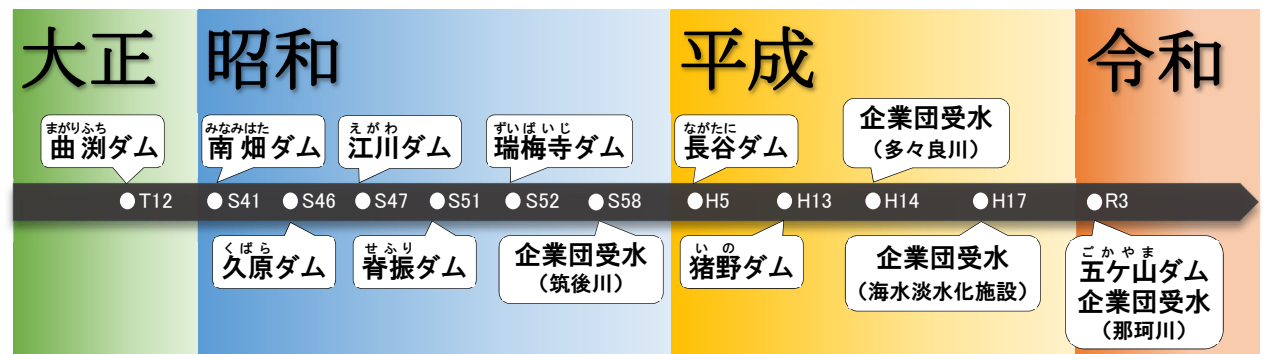 大正
昭和
平成
令和
まがりふち
曲渕ダム
みなみはた
南畑ダム
えがわ
江川ダム
ずいばいじ
瑞梅寺ダム
ながたに
長谷ダム
企業団受水
（多々良川）
T12
S41
S46
S47
S51
S52
S58
H5
H13
H14
H17
R3
くばら
久原ダム
せふり
脊振ダム
企業団受水
（筑後川）
いの
猪野ダム
企業団受水
（海水淡水化施設）
ごかやま
五ケ山ダム
企業団受水
（那珂川）